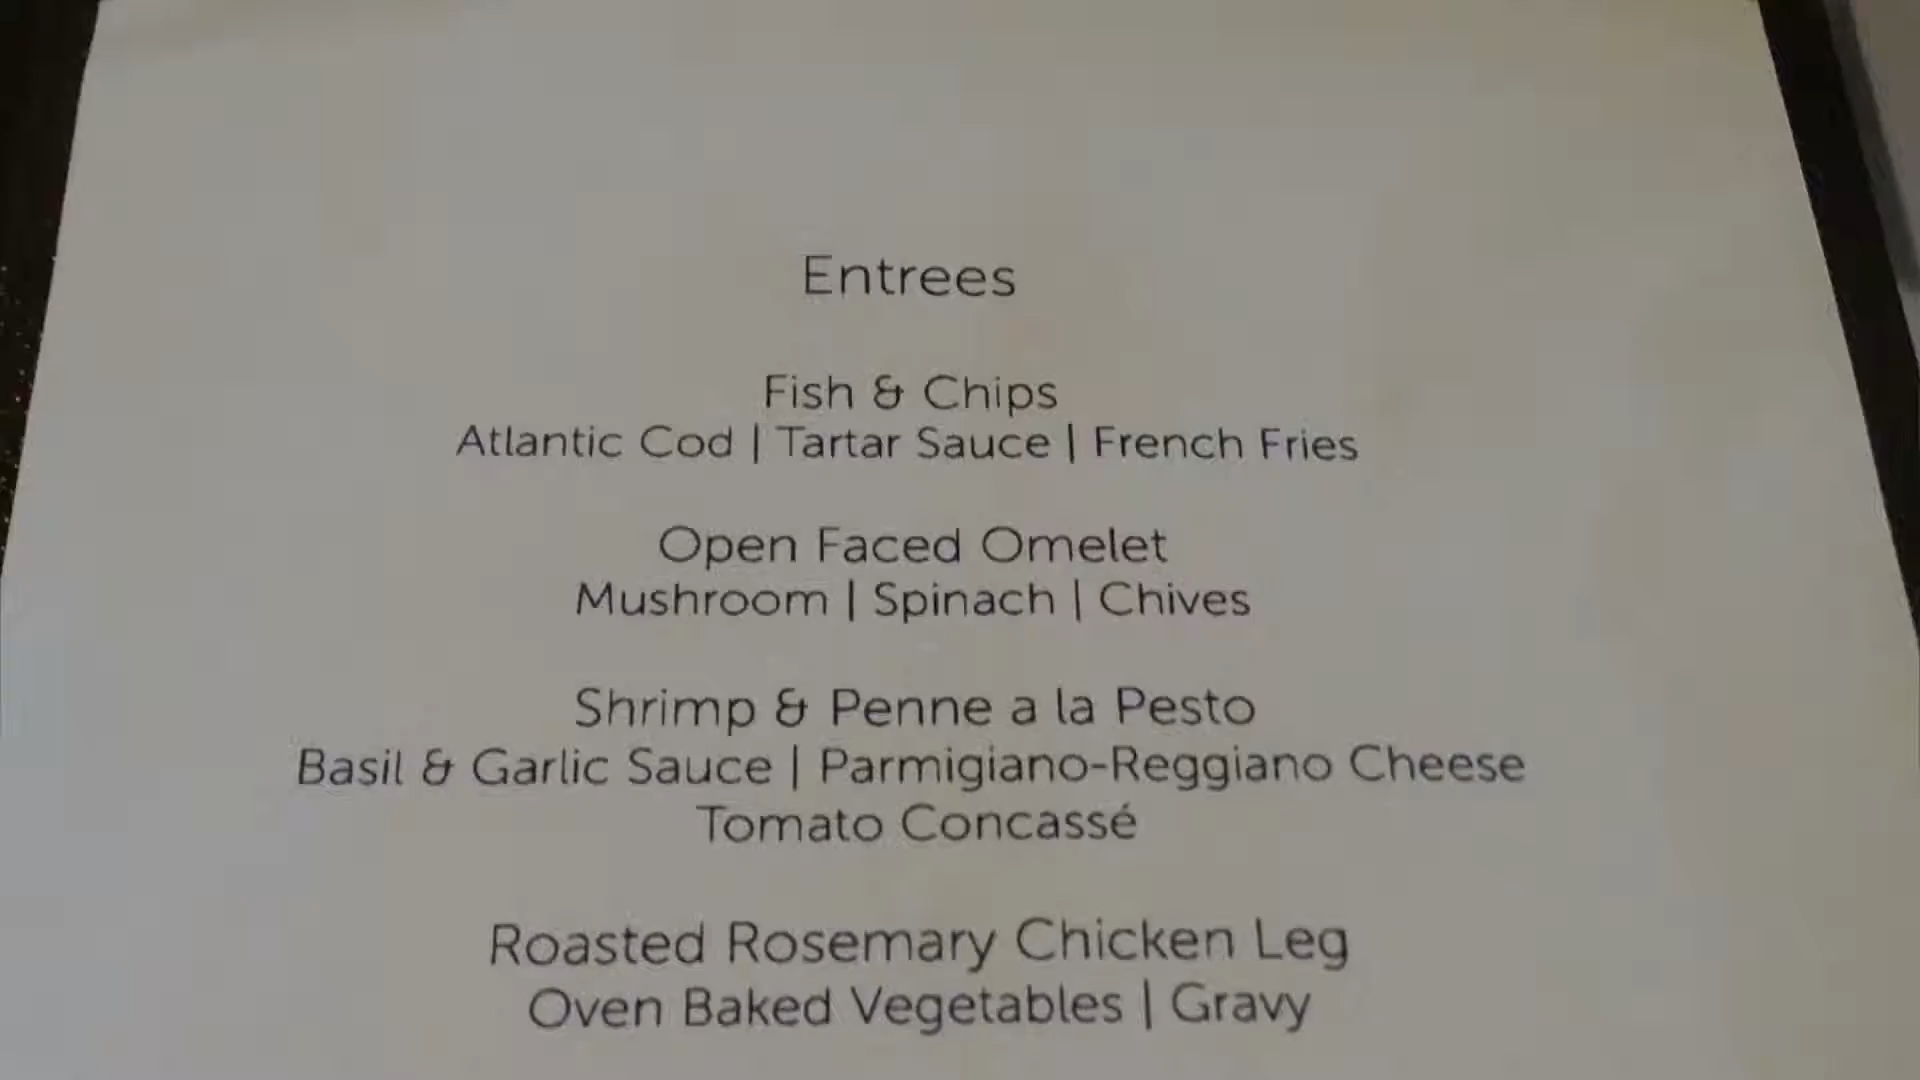 Entrees
Fish & Chips
Atlantic Cod | Tartar Sauce | French Fries
Open Faced Omelet
Mushroom | Spinach | Chives
Shrimp & Penne a la Pesto
Basil & Garlic Sauce | Parmigiano-Reggiano Cheese
Tomato Concassé
Roasted Rosemary Chicken Leg
Oven Baked Vegetables | Gravy